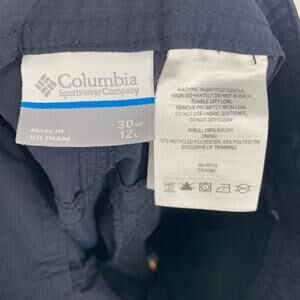 Columbia
Sportswear Company
MADE IN
VIETNAM
30W
12L
MACHINE WASH COLD GENTLE,
WASH SEPARATELY, DO NOT BLEACH,
TUMBLE DRY LOW,
REMOVE PROMPTLY, IRON LOW,
DO NOT USE FABRIC SOFTENER,
DO NOT DRYCLEAN
SHELL: 100% NYLON
LINING:
57% RECYCLED POLYESTER, 43% POLYESTER
EXCLUSIVE OF TRIMMING